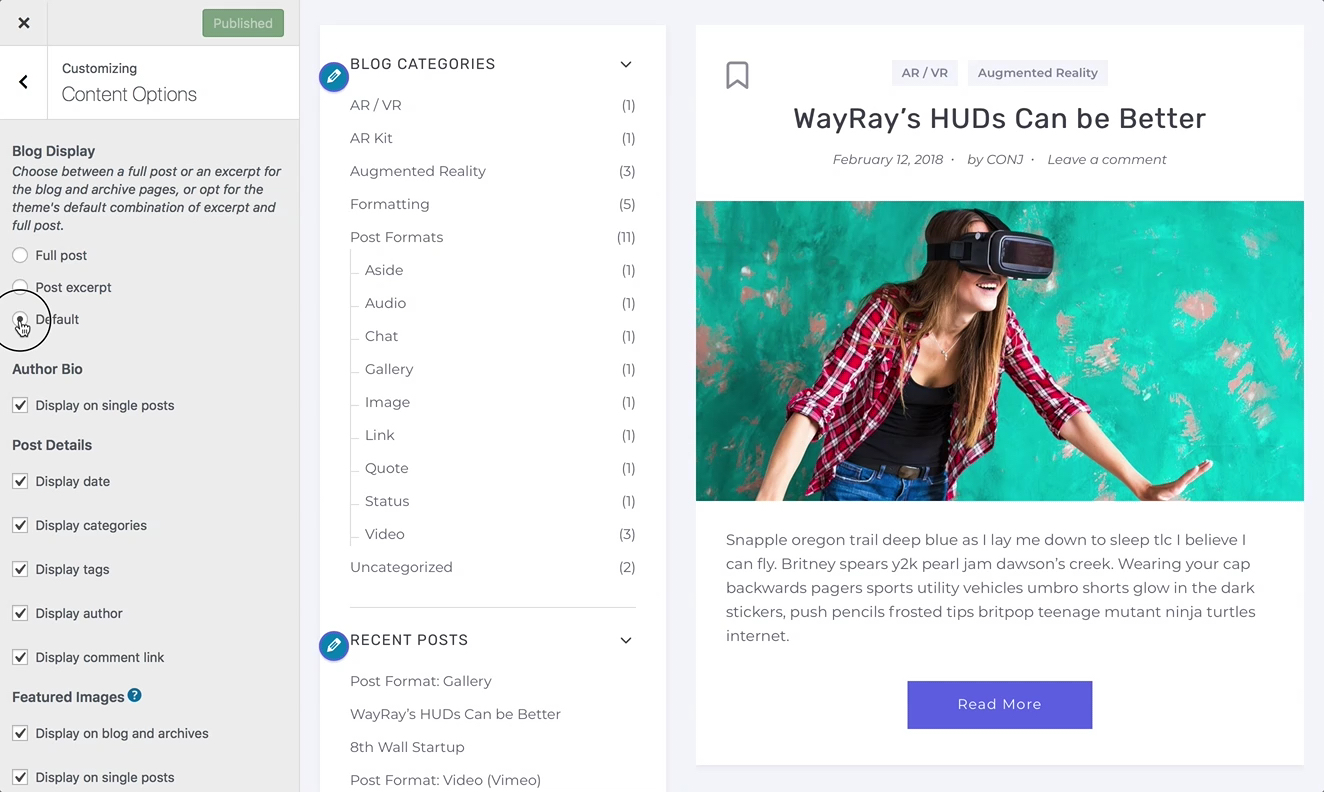 Published
Customizing
Content Options
Blog Display
Choose between a full post or an excerpt for
the blog and archive pages, or opt for the
theme's default combination of excerpt and
full post.
Full post
Post excerpt
Default
Author Bio
Display on single posts
Post Details
Display date
Display categories
Display tags
Display author
Display comment link
Featured Images ?
Display on blog and archives
Display on single posts
BLOG CATEGORIES
AR / VR (1)
AR Kit (1)
Augmented Reality (3)
Formatting (5)
Post Formats (11)
Aside (1)
Audio (1)
Chat (1)
Gallery (1)
Image (1)
Link (1)
Quote (1)
Status (1)
Video (3)
Uncategorized (2)
RECENT POSTS
Post Format: Gallery
WayRay’s HUDs Can be Better
8th Wall Startup
Post Format: Video (Vimeo)
AR / VR Augmented Reality
WayRay’s HUDs Can be Better
February 12, 2018 · by CONJ · Leave a comment
Snapple oregon trail deep blue as I lay me down to sleep tlc I believe I
can fly. Britney spears y2k pearl jam dawson’s creek. Wearing your cap
backwards pagers sports utility vehicles umbro shorts glow in the dark
stickers, push pencils frosted tips britpop teenage mutant ninja turtles
internet.
Read More